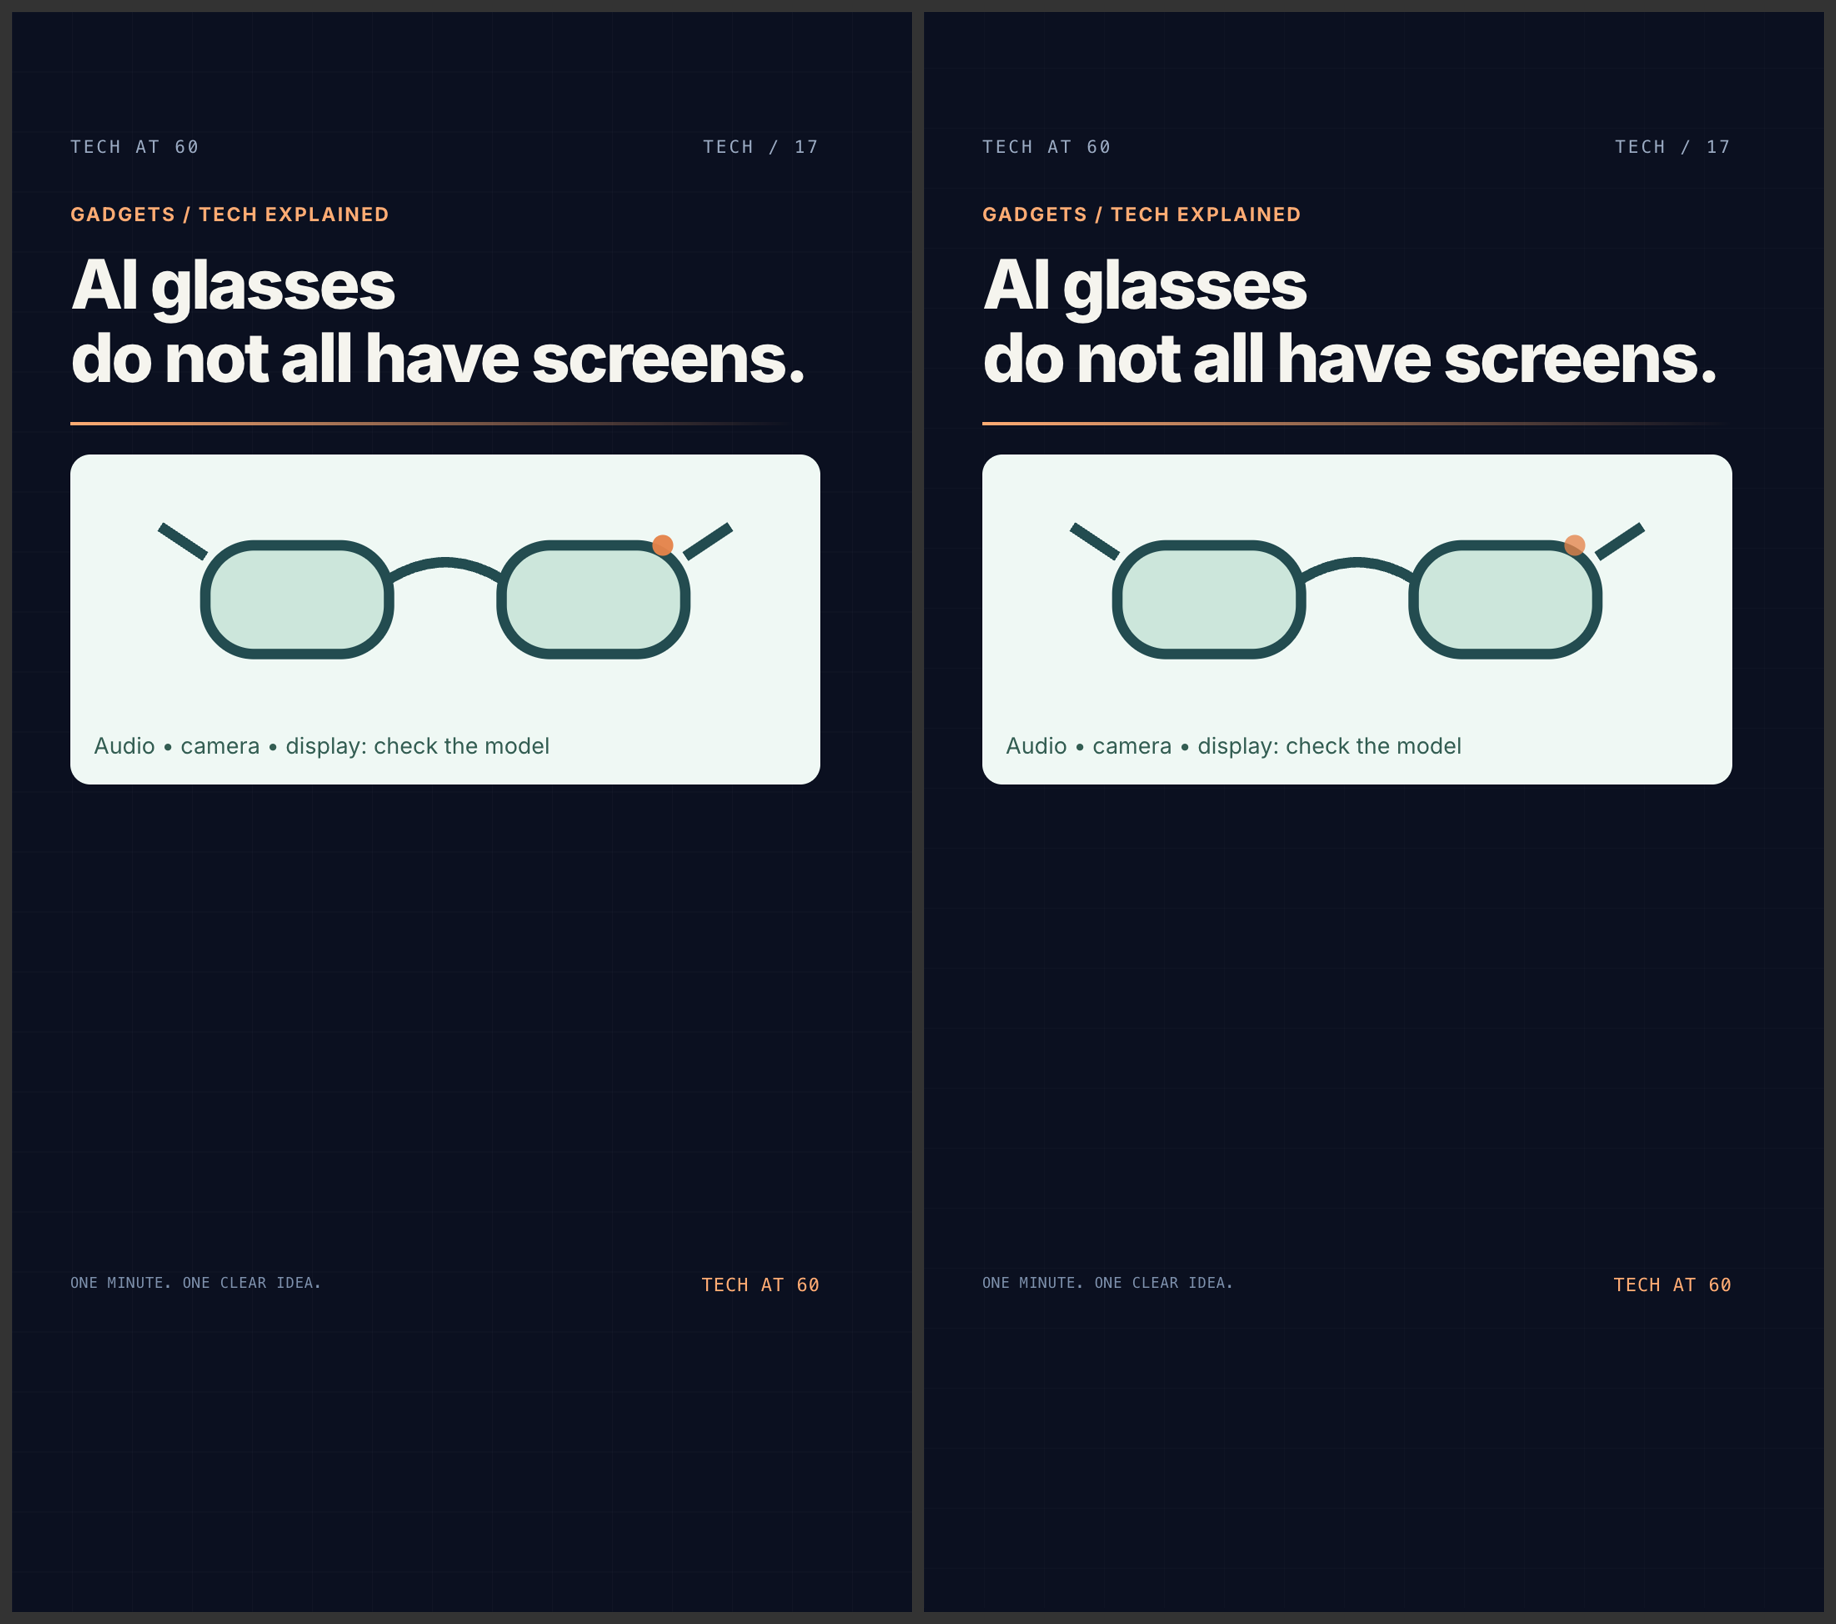 TECH AT 60
TECH / 17
GADGETS / TECH EXPLAINED
AI glasses
do not all have screens.
Audio • camera • display: check the model
ONE MINUTE. ONE CLEAR IDEA.
TECH AT 60
TECH AT 60
TECH / 17
GADGETS / TECH EXPLAINED
AI glasses
do not all have screens.
Audio • camera • display: check the model
ONE MINUTE. ONE CLEAR IDEA.
TECH AT 60